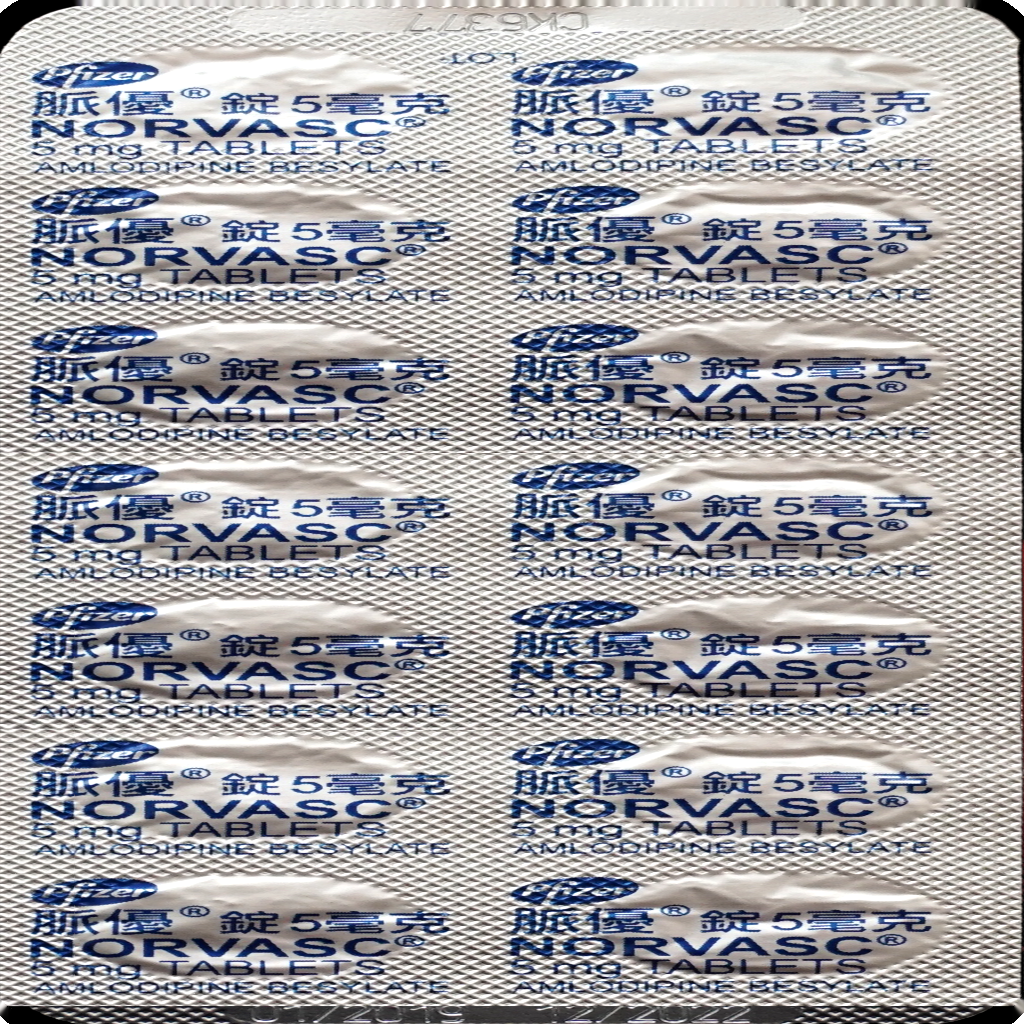 CK6377
LOT
Pfizer Pfizer
脈優® 錠 5毫克 脈優® 錠 5毫克
NORVASC® NORVASC®
5 mg TABLETS 5 mg TABLETS
AMLODIPINE BESYLATE AMLODIPINE BESYLATE
Pfizer Pfizer
脈優® 錠 5毫克 脈優® 錠 5毫克
NORVASC® NORVASC®
5 mg TABLETS 5 mg TABLETS
AMLODIPINE BESYLATE AMLODIPINE BESYLATE
Pfizer Pfizer
脈優® 錠 5毫克 脈優® 錠 5毫克
NORVASC® NORVASC®
5 mg TABLETS 5 mg TABLETS
AMLODIPINE BESYLATE AMLODIPINE BESYLATE
Pfizer Pfizer
脈優® 錠 5毫克 脈優® 錠 5毫克
NORVASC® NORVASC®
5 mg TABLETS 5 mg TABLETS
AMLODIPINE BESYLATE AMLODIPINE BESYLATE
Pfizer Pfizer
脈優® 錠 5毫克 脈優® 錠 5毫克
NORVASC® NORVASC®
5 mg TABLETS 5 mg TABLETS
AMLODIPINE BESYLATE AMLODIPINE BESYLATE
Pfizer Pfizer
脈優® 錠 5毫克 脈優® 錠 5毫克
NORVASC® NORVASC®
5 mg TABLETS 5 mg TABLETS
AMLODIPINE BESYLATE AMLODIPINE BESYLATE
Pfizer Pfizer
脈優® 錠 5毫克 脈優® 錠 5毫克
NORVASC® NORVASC®
5 mg TABLETS 5 mg TABLETS
AMLODIPINE BESYLATE AMLODIPINE BESYLATE
01/2019 12/2022